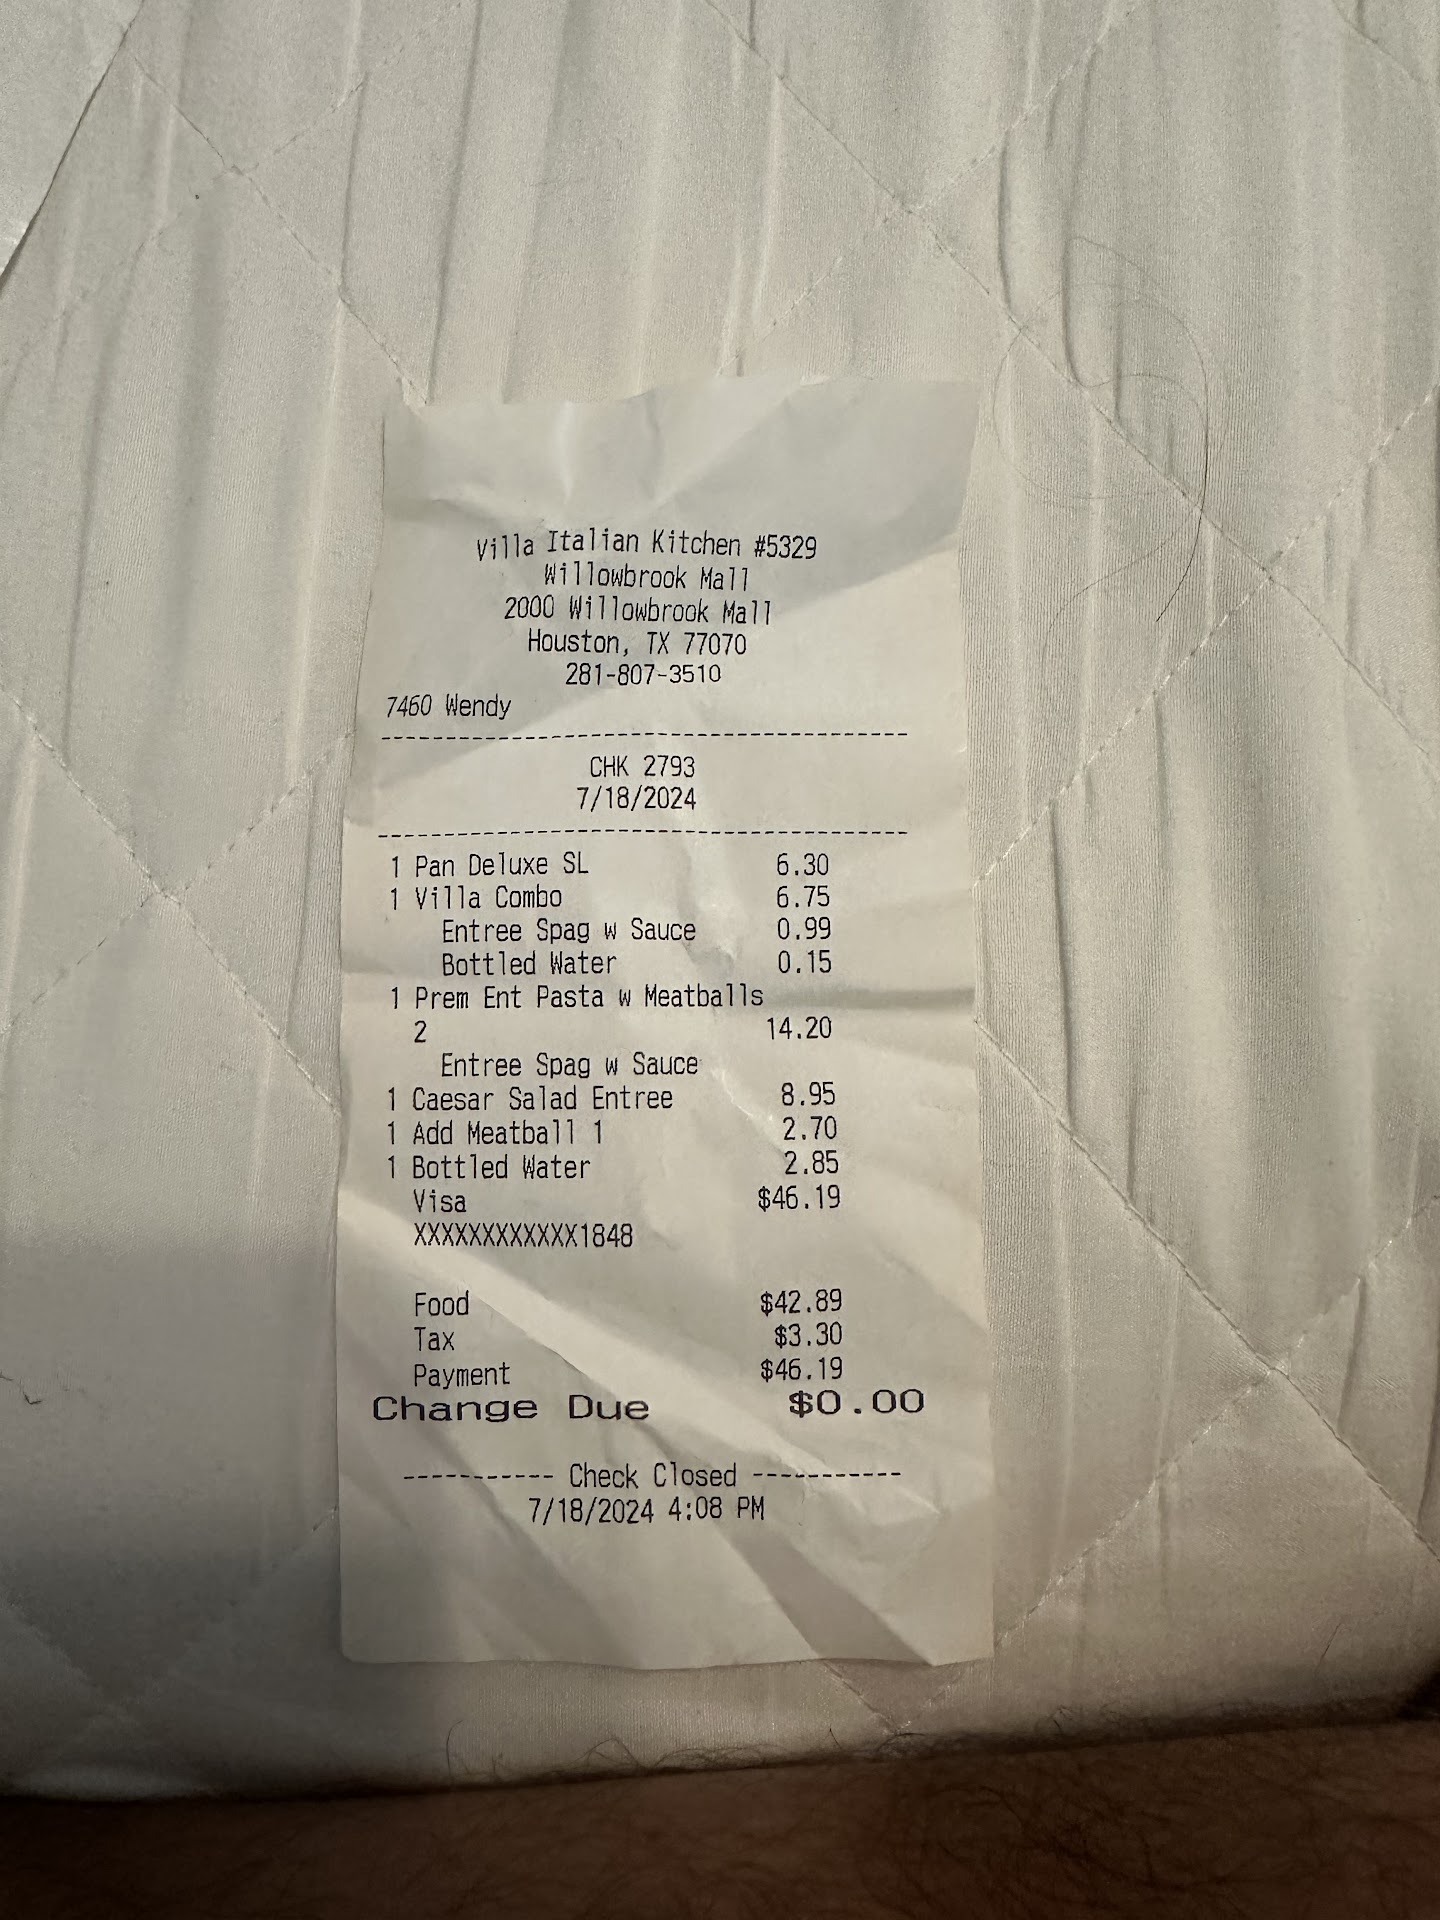 Villa Italian Kitchen #5329
Willowbrook Mall
2000 Willowbrook Mall
Houston, TX 77070
281-807-3510
7460 Wendy
----------------------------------------
CHK 2793
7/18/2024
----------------------------------------
1 Pan Deluxe SL 6.30
1 Villa Combo 6.75
Entree Spag w Sauce 0.99
Bottled Water 0.15
1 Prem Ent Pasta w Meatballs
2 14.20
Entree Spag w Sauce
1 Caesar Salad Entree 8.95
1 Add Meatball 1 2.70
1 Bottled Water 2.85
Visa $46.19
XXXXXXXXXXXX1848
Food $42.89
Tax $3.30
Payment $46.19
Change Due $0.00
----------- Check Closed -----------
7/18/2024 4:08 PM